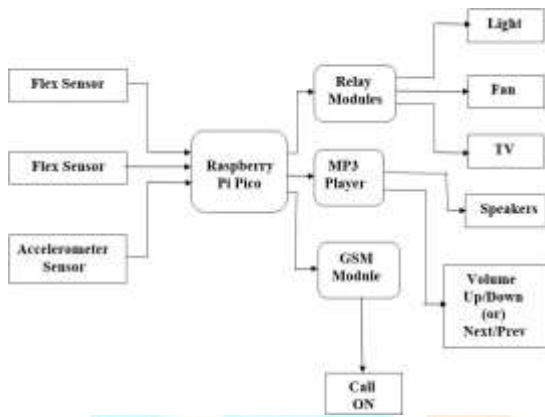 Light
Flex Sensor
Relay
Modules
Fan
Flex Sensor
Raspberry
Pi Pico
MP3
Player
TV
Speakers
Accelerometer
Sensor
GSM
Module
Volume
Up/Down
(or)
Next/Prev
Call
ON